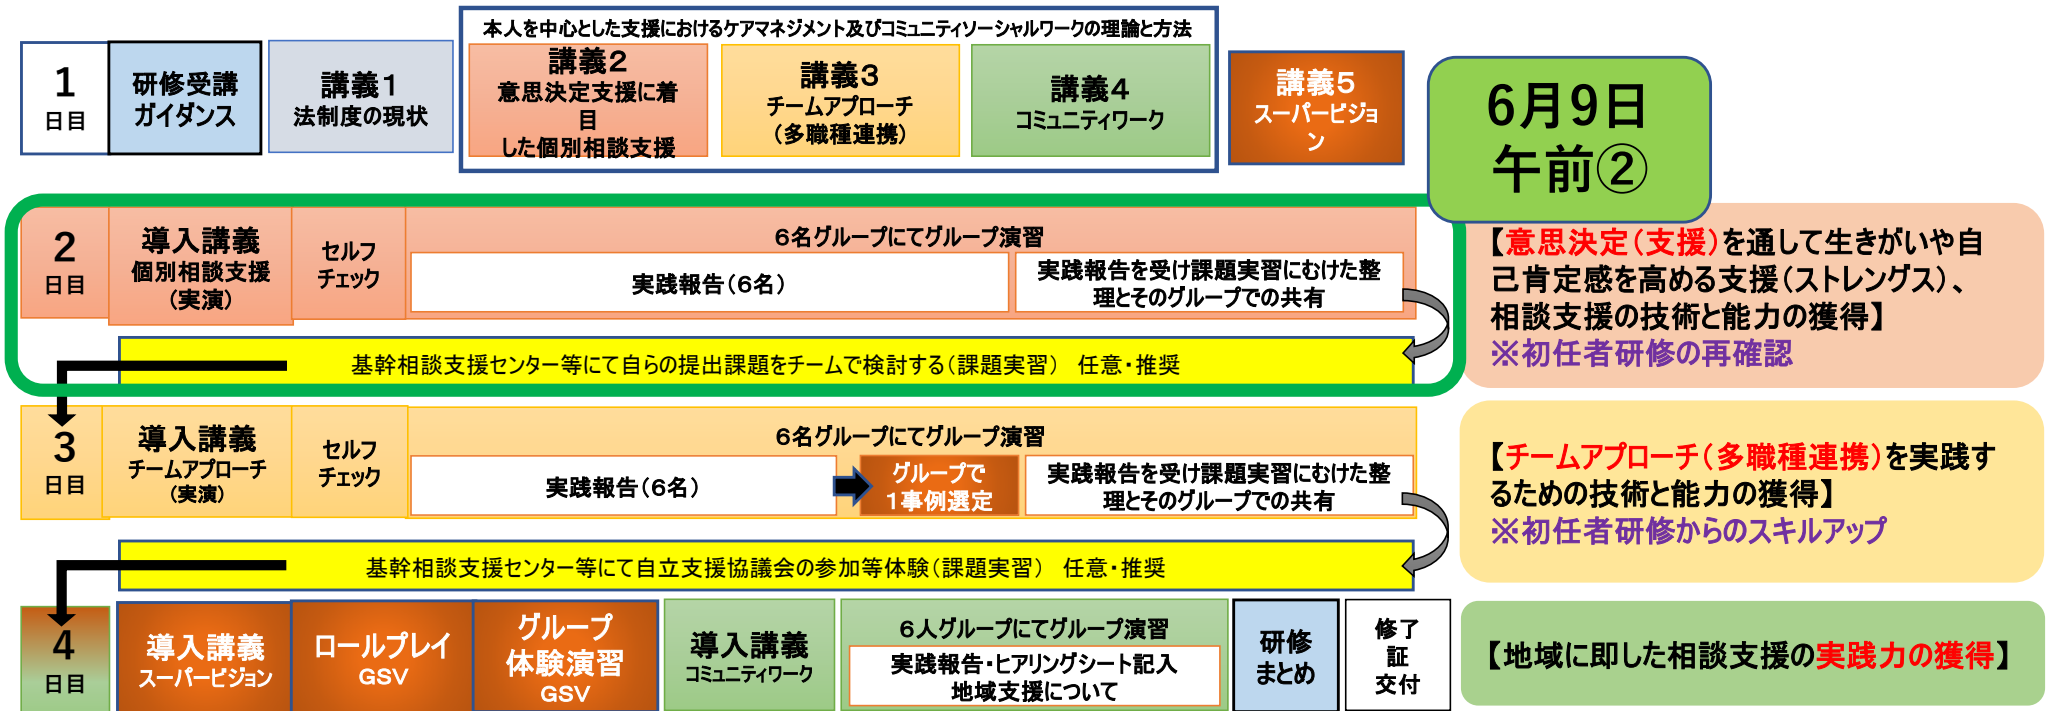 本人を中心とした支援におけるケアマネジメント及びコミュニティソーシャルワークの理論と方法
1
日目
研修受講
ガイダンス
講義1
法制度の現状
講義2
意思決定支援に着
目
した個別相談支援
講義3
チームアプローチ
(多職種連携)
講義4
コミュニティワーク
講義5
スーパービジョ
ン
6月9日
午前②
2
日目
導入講義
個別相談支援
(実演)
セルフ
チェック
6名グループにてグループ演習
実践報告(6名)
実践報告を受け課題実習にむけた整
理とそのグループでの共有
基幹相談支援センター等にて自らの提出課題をチームで検討する(課題実習) 任意・推奨
【意思決定(支援)を通して生きがいや自
己肯定感を高める支援(ストレングス)、
相談支援の技術と能力の獲得】
※初任者研修の再確認
3
日目
導入講義
チームアプローチ
(実演)
セルフ
チェック
6名グループにてグループ演習
実践報告(6名)
グループで
1事例選定
実践報告を受け課題実習にむけた整
理とそのグループでの共有
基幹相談支援センター等にて自立支援協議会の参加等体験(課題実習) 任意・推奨
【チームアプローチ(多職種連携)を実践す
るための技術と能力の獲得】
※初任者研修からのスキルアップ
4
日目
導入講義
スーパービジョン
ロールプレイ
GSV
グループ
体験演習
GSV
導入講義
コミュニティワーク
6人グループにてグループ演習
実践報告・ヒアリングシート記入
地域支援について
研修
まとめ
修了
証
交付
【地域に即した相談支援の実践力の獲得】